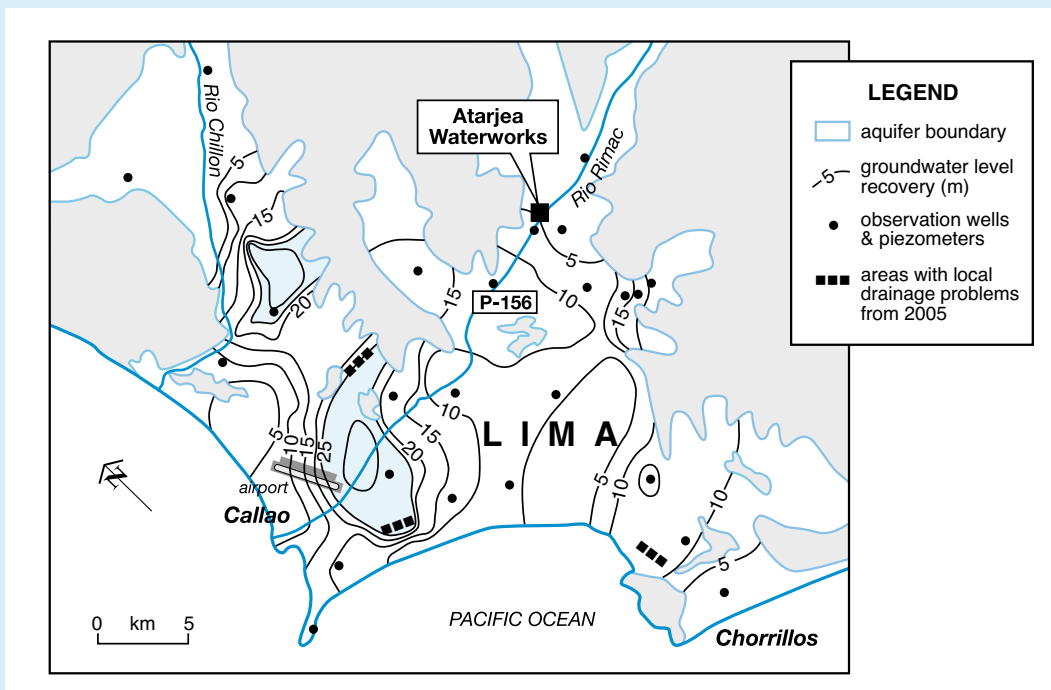 Rio Chillon
Atarjea
Waterworks
Rio Rimac
5
15
20
15
5
10
P-156
15
10
15
20
5
10
15
25
LIMA
5
10
10
5
airport
Callao
N
0 km 5
PACIFIC OCEAN
Chorrillos
LEGEND
aquifer boundary
5
groundwater level
recovery (m)
observation wells
& piezometers
areas with local
drainage problems
from 2005